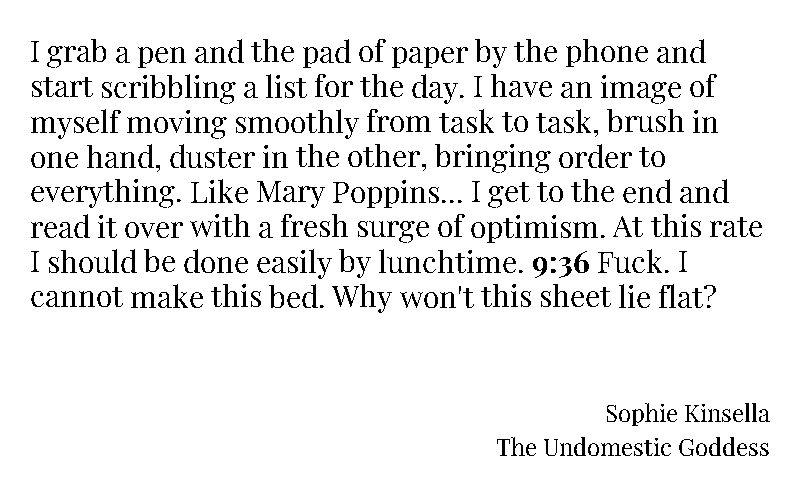 I grab a pen and the pad of paper by the phone and
start scribbling a list for the day. I have an image of
myself moving smoothly from task to task, brush in
one hand, duster in the other, bringing order to
everything. Like Mary Poppins... I get to the end and
read it over with a fresh surge of optimism. At this rate
I should be done easily by lunchtime. 9:36 Fuck. I
cannot make this bed. Why won't this sheet lie flat?
Sophie Kinsella
The Undomestic Goddess